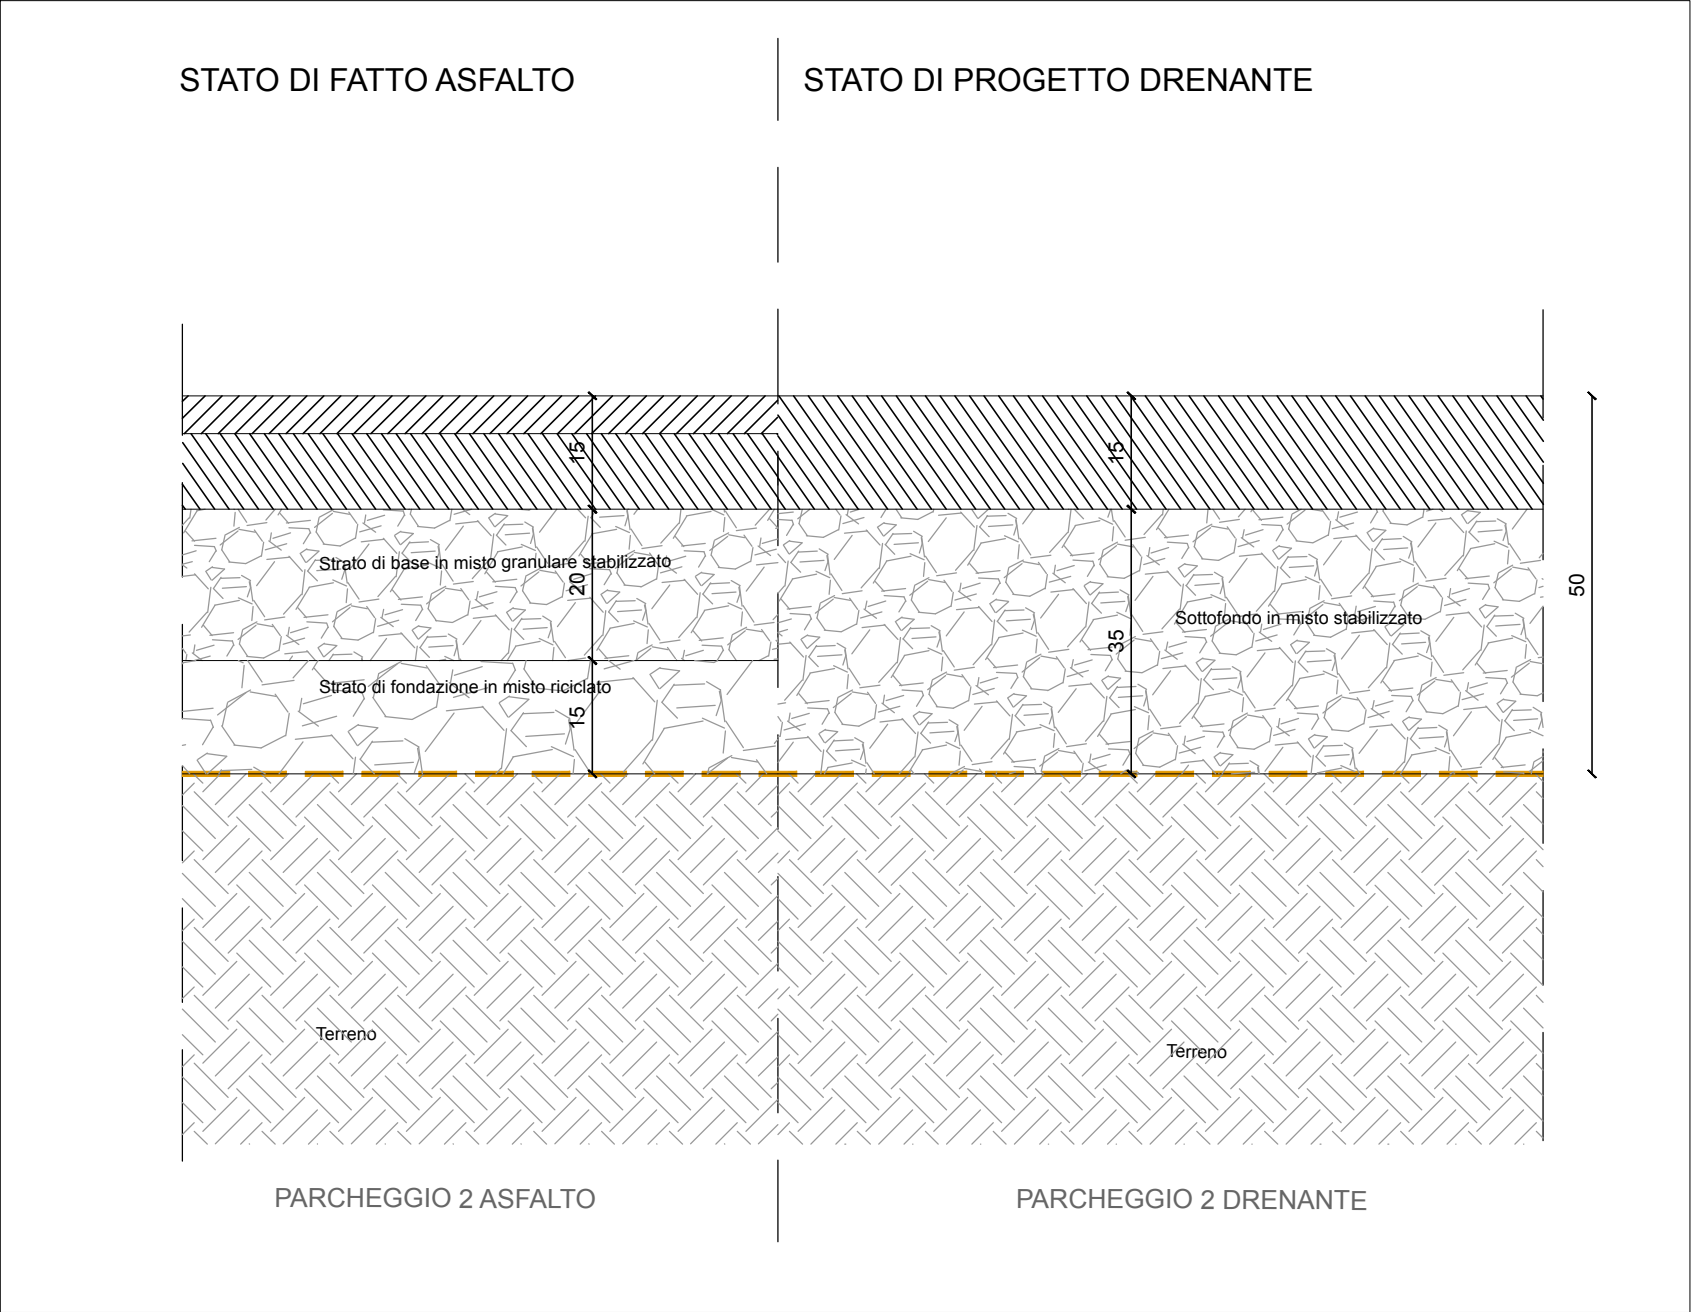 STATO DI FATTO ASFALTO
STATO DI PROGETTO DRENANTE
15
15
Strato di base in misto granulare stabilizzato
20
50
Sottofondo in misto stabilizzato
35
Strato di fondazione in misto riciclato
15
Terreno
Terreno
PARCHEGGIO 2 ASFALTO
PARCHEGGIO 2 DRENANTE